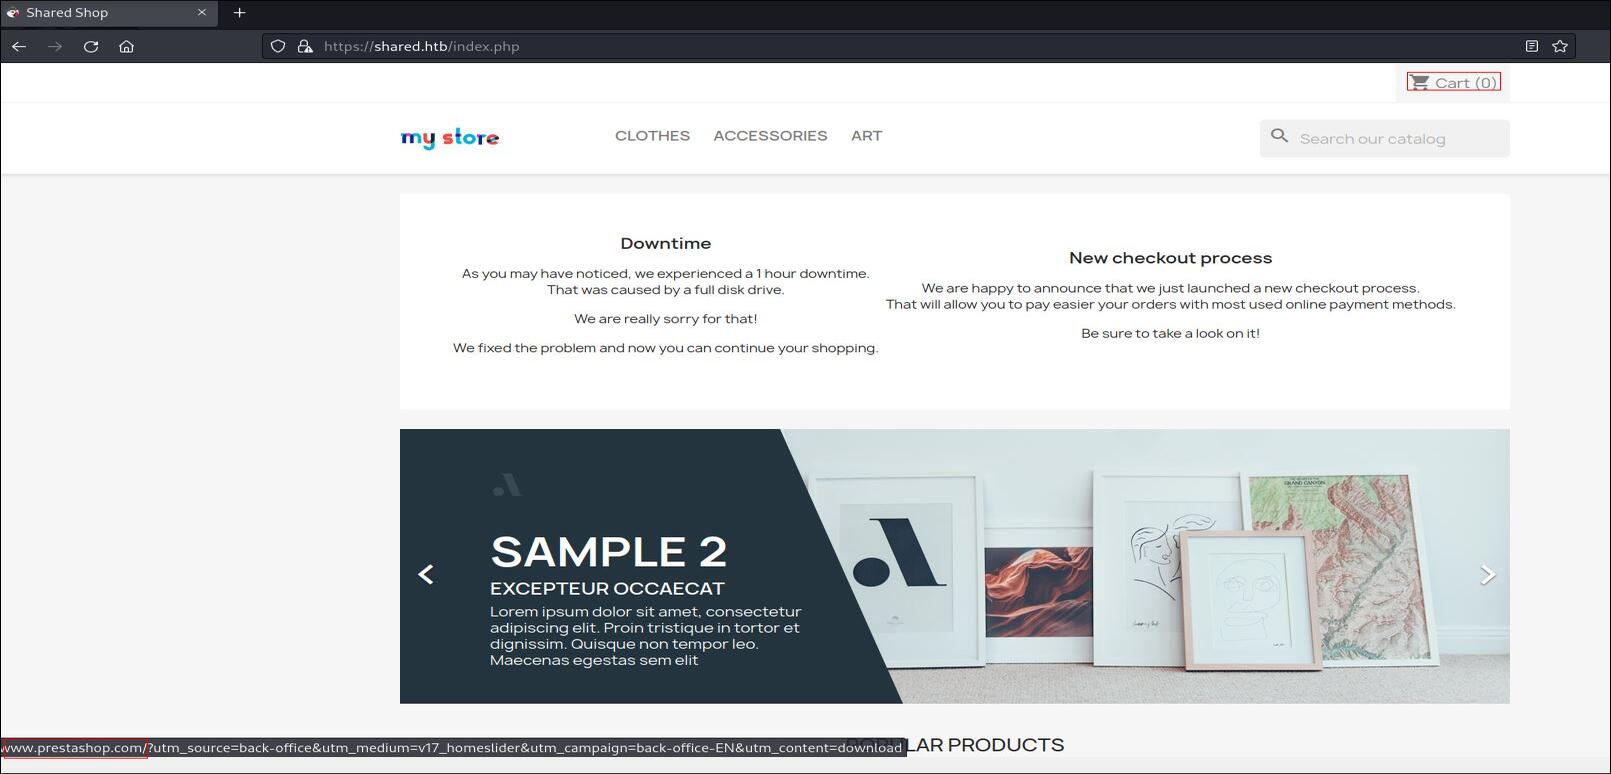 Shared Shop
https://shared.htb/index.php
Cart (0)
my store
CLOTHES ACCESSORIES ART
Search our catalog
Downtime
As you may have noticed, we experienced a 1 hour downtime.
That was caused by a full disk drive.
We are really sorry for that!
We fixed the problem and now you can continue your shopping.
New checkout process
We are happy to announce that we just launched a new checkout process.
That will allow you to pay easier your orders with most used online payment methods.
Be sure to take a look on it!
SAMPLE 2
EXCEPTEUR OCCAECAT
Lorem ipsum dolor sit amet, consectetur
adipiscing elit. Proin tristique in tortor et
dignissim. Quisque non tempor leo.
Maecenas egestas sem elit
GRAND CANYON
www.prestashop.com/?utm_source=back-office&utm_medium=v17_homeslider&utm_campaign=back-office-EN&utm_content=download
LAR PRODUCTS